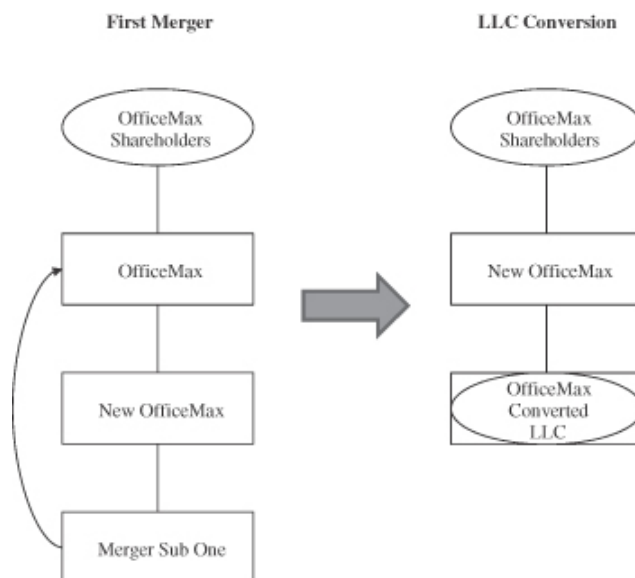 First Merger
OfficeMax
Shareholders
OfficeMax
New OfficeMax
Merger Sub One
LLC Conversion
OfficeMax
Shareholders
New OfficeMax
OfficeMax
Converted
LLC